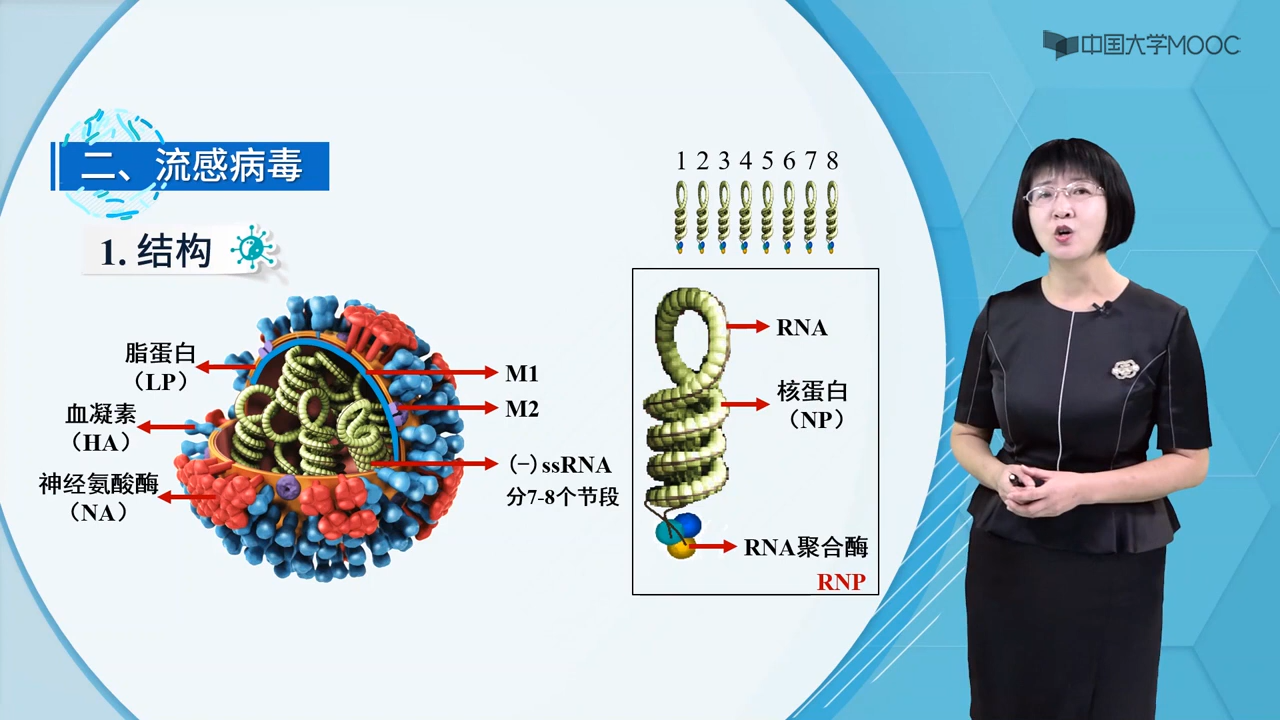 中国大学MOOC
二、流感病毒
1. 结构
1 2 3 4 5 6 7 8
脂蛋白
（LP）
血凝素
（HA）
神经氨酸酶
（NA）
M1
M2
(−)ssRNA
分7-8个节段
RNA
核蛋白
（NP）
RNA聚合酶
RNP